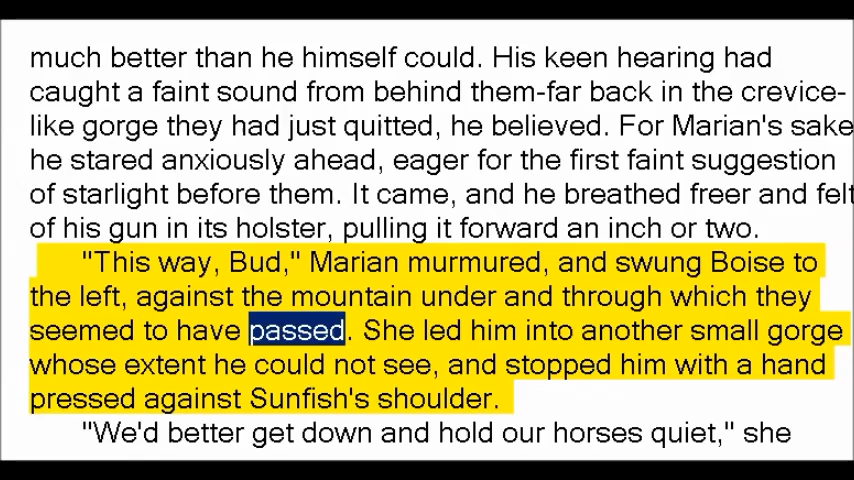 much better than he himself could. His keen hearing had
caught a faint sound from behind them-far back in the crevice-
like gorge they had just quitted, he believed. For Marian's sake
he stared anxiously ahead, eager for the first faint suggestion
of starlight before them. It came, and he breathed freer and felt
of his gun in its holster, pulling it forward an inch or two.
"This way, Bud," Marian murmured, and swung Boise to
the left, against the mountain under and through which they
seemed to have passed. She led him into another small gorge
whose extent he could not see, and stopped him with a hand
pressed against Sunfish's shoulder.
"We'd better get down and hold our horses quiet," she